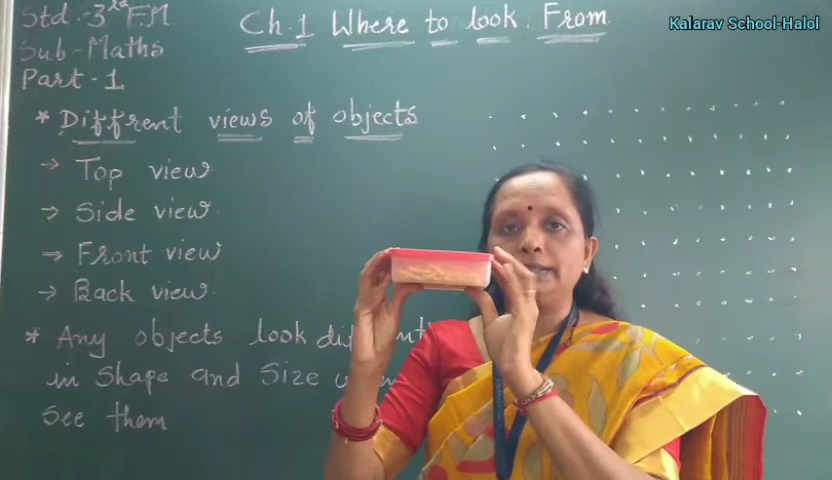 Std: 3rd E.M
Sub-Maths
Part-1
Ch.1 Where to look From
Kalarav School-Halol
* Different views of objects
→ Top view
→ Side view
→ Front view
→ Back view
* Any objects look
in shape and size
see them